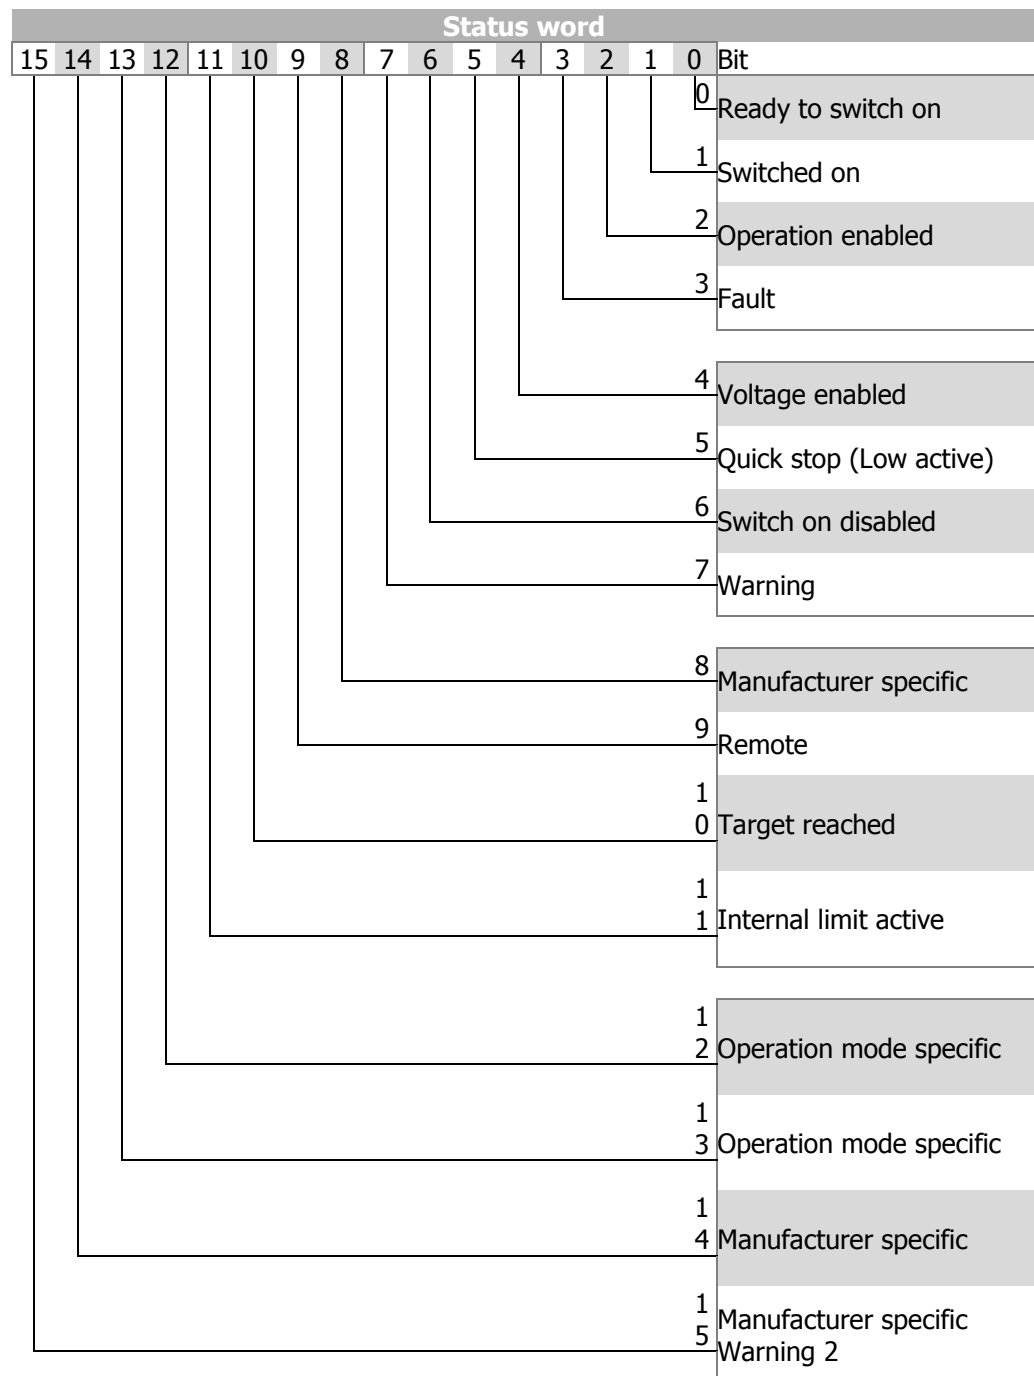 Status word
15 14 13 12 11 10 9 8 7 6 5 4 3 2 1 0 Bit
0 Ready to switch on
1 Switched on
2 Operation enabled
3 Fault
4 Voltage enabled
5 Quick stop (Low active)
6 Switch on disabled
7 Warning
8 Manufacturer specific
9 Remote
1
0 Target reached
1
1 Internal limit active
1
2 Operation mode specific
1
3 Operation mode specific
1
4 Manufacturer specific
1 Manufacturer specific
5 Warning 2